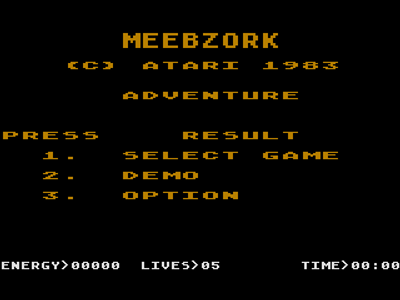 MEEBZORK
(C) ATARI 1983
ADVENTURE
PRESS RESULT
1. SELECT GAME
2. DEMO
3. OPTION
ENERGY>00000 LIVES>05 TIME>00:00